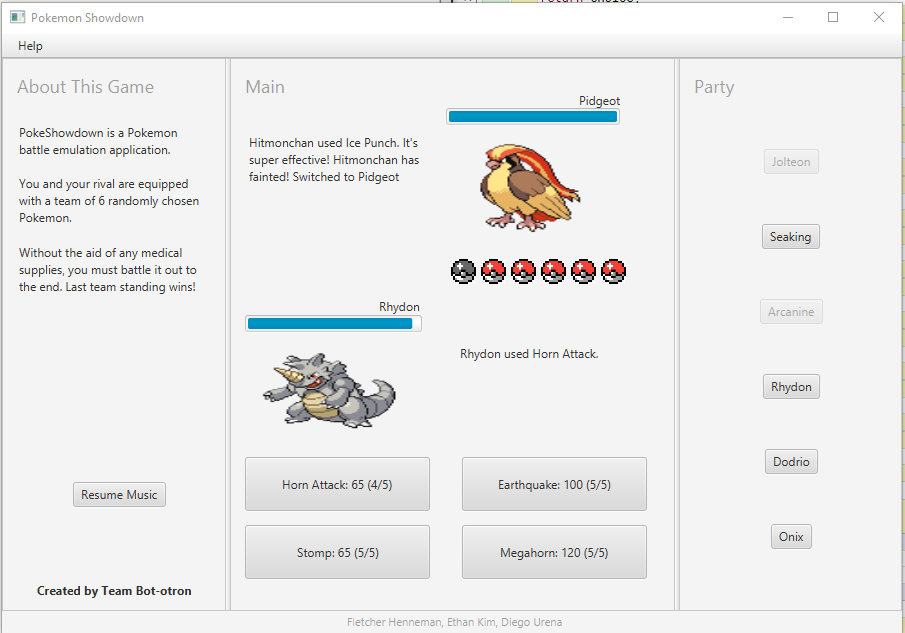 Pokemon Showdown
Help
About This Game
PokeShowdown is a Pokemon
battle emulation application.
You and your rival are equipped
with a team of 6 randomly chosen
Pokemon.
Without the aid of any medical
supplies, you must battle it out to
the end. Last team standing wins!
Resume Music
Created by Team Bot-otron
Main
Pidgeot
Hitmonchan used Ice Punch. It's
super effective! Hitmonchan has
fainted! Switched to Pidgeot
Rhydon
Rhydon used Horn Attack.
Horn Attack: 65 (4/5)
Earthquake: 100 (5/5)
Stomp: 65 (5/5)
Megahorn: 120 (5/5)
Party
Jolteon
Seaking
Arcanine
Rhydon
Dodrio
Onix
Fletcher Henneman, Ethan Kim, Diego Urena